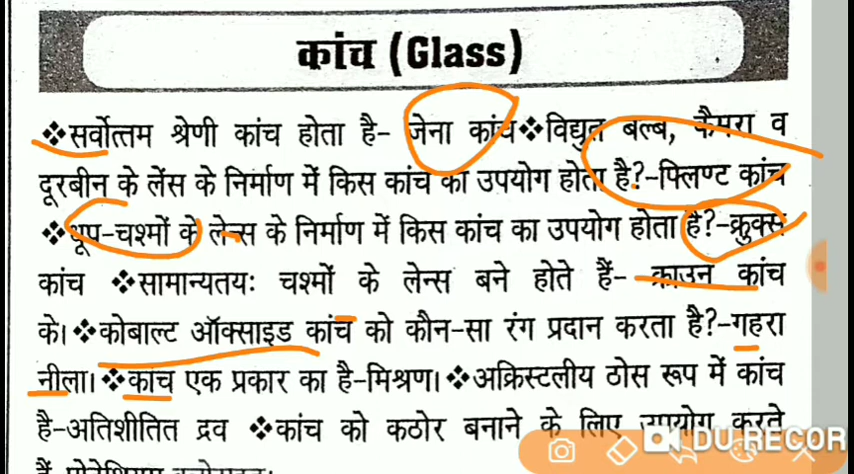 कांच (Glass)
❖सर्वोत्तम श्रेणी कांच होता है- जेना कांच❖विद्युत बल्ब, कैमरा व
दूरबीन के लेंस के निर्माण में किस कांच का उपयोग होता है?-फ्लिण्ट कांच
❖धूप-चश्मों के लेन्स के निर्माण में किस कांच का उपयोग होता है?-क्रुक्स
कांच ❖सामान्यतयः चश्मों के लेन्स बने होते हैं- क्राउन कांच
के। ❖कोबाल्ट ऑक्साइड कांच को कौन-सा रंग प्रदान करता है?-गहरा
नीला। ❖कांच एक प्रकार का है-मिश्रण। ❖अक्रिस्टलीय ठोस रूप में कांच
है-अतिशीतित द्रव ❖कांच को कठोर बनाने के लिए उपयोग करते
DU RECOR